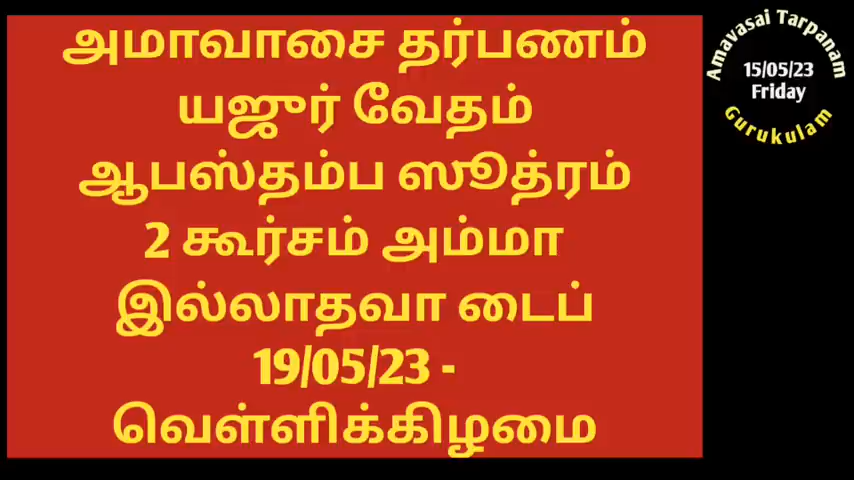 அமாவாசை தர்பணம்
யஜுர் வேதம்
ஆபஸ்தம்ப ஸூத்ரம்
2 கூர்சம் அம்மா
இல்லாதவா டைப்
19/05/23 -
வெள்ளிக்கிழமை
Amavasai Tarpanam
15/05/23
Friday
Gurukulam